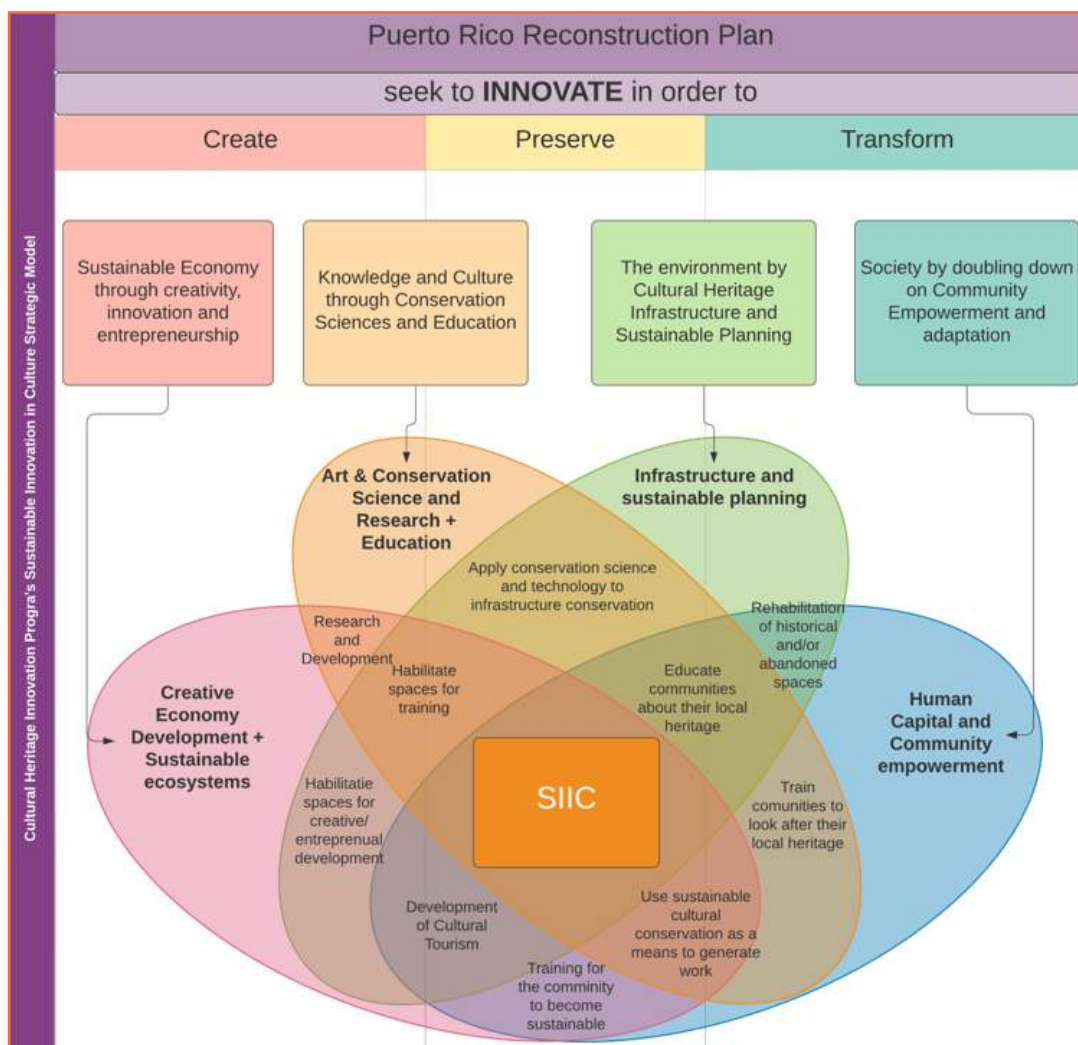 Puerto Rico Reconstruction Plan
seek to INNOVATE in order to
Create
Preserve
Transform
Cultural Heritage Innovation Progra's Sustainable Innovation in Culture Strategic Model
Sustainable Economy
through creativity,
innovation and
entrepreneurship
Knowledge and Culture
through Conservation
Sciences and Education
The environment by
Cultural Heritage
Infrastructure and
Sustainable Planning
Society by doubling down
on Community
Empowerment and
adaptation
Art & Conservation
Science and
Research +
Education
Infrastructure and
sustainable planning
Apply conservation science
and technology to
infrastructure conservation
Research
and
Development
Habilitate
spaces for
training
Educate
communities
about their local
heritage
Rehabilitation
of historical
and/or
abandoned
spaces
Creative
Economy
Development +
Sustainable
ecosystems
Human
Capital and
Community
empowerment
SIIC
Habilitatie
spaces for
creative/
entreprenual
development
Train
comunities to
look after their
local heritage
Development
of Cultural
Tourism
Use sustainable
cultural
conservation as a
means to generate
work
Training for
the comminity
to become
sustainable